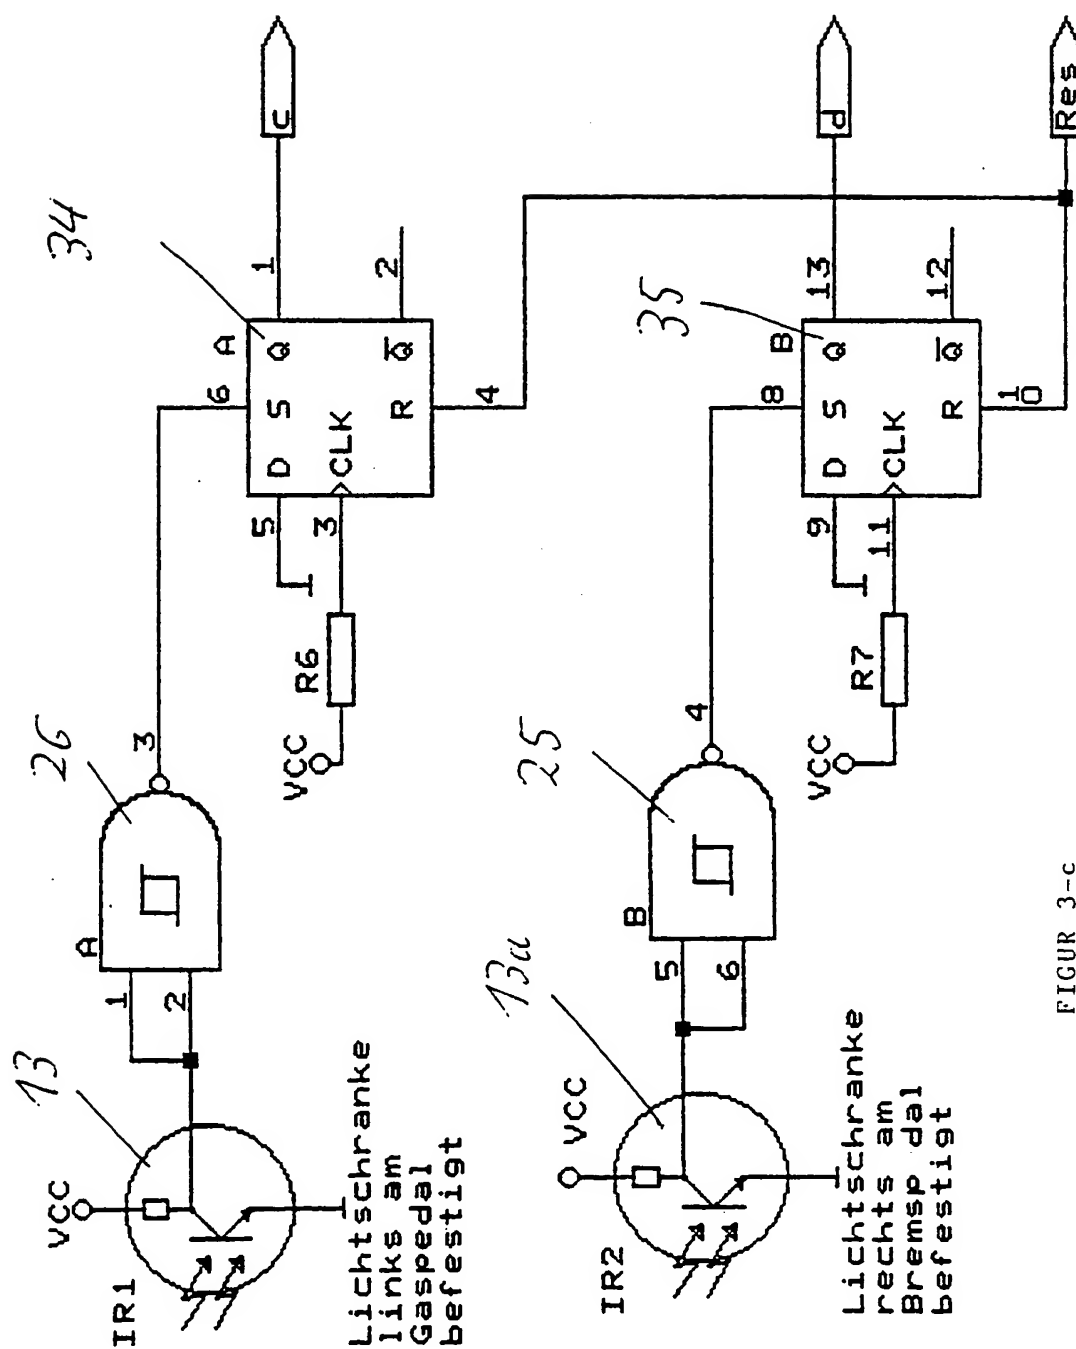 13
VCC
IR1
Lichtschranke
links am
Gaspedal
befestigt
A
1
2
26
3
VCC
R6
5
3
6
A
D
S
Q
CLK
R
Q
34
1
2
4
c
13a
VCC
IR2
Lichtschranke
rechts am
Bremsp dal
befestigt
B
5
6
25
4
VCC
R7
9
11
8
B
D
S
Q
CLK
R
Q
35
13
12
10
d
Res
FIGUR 3-c